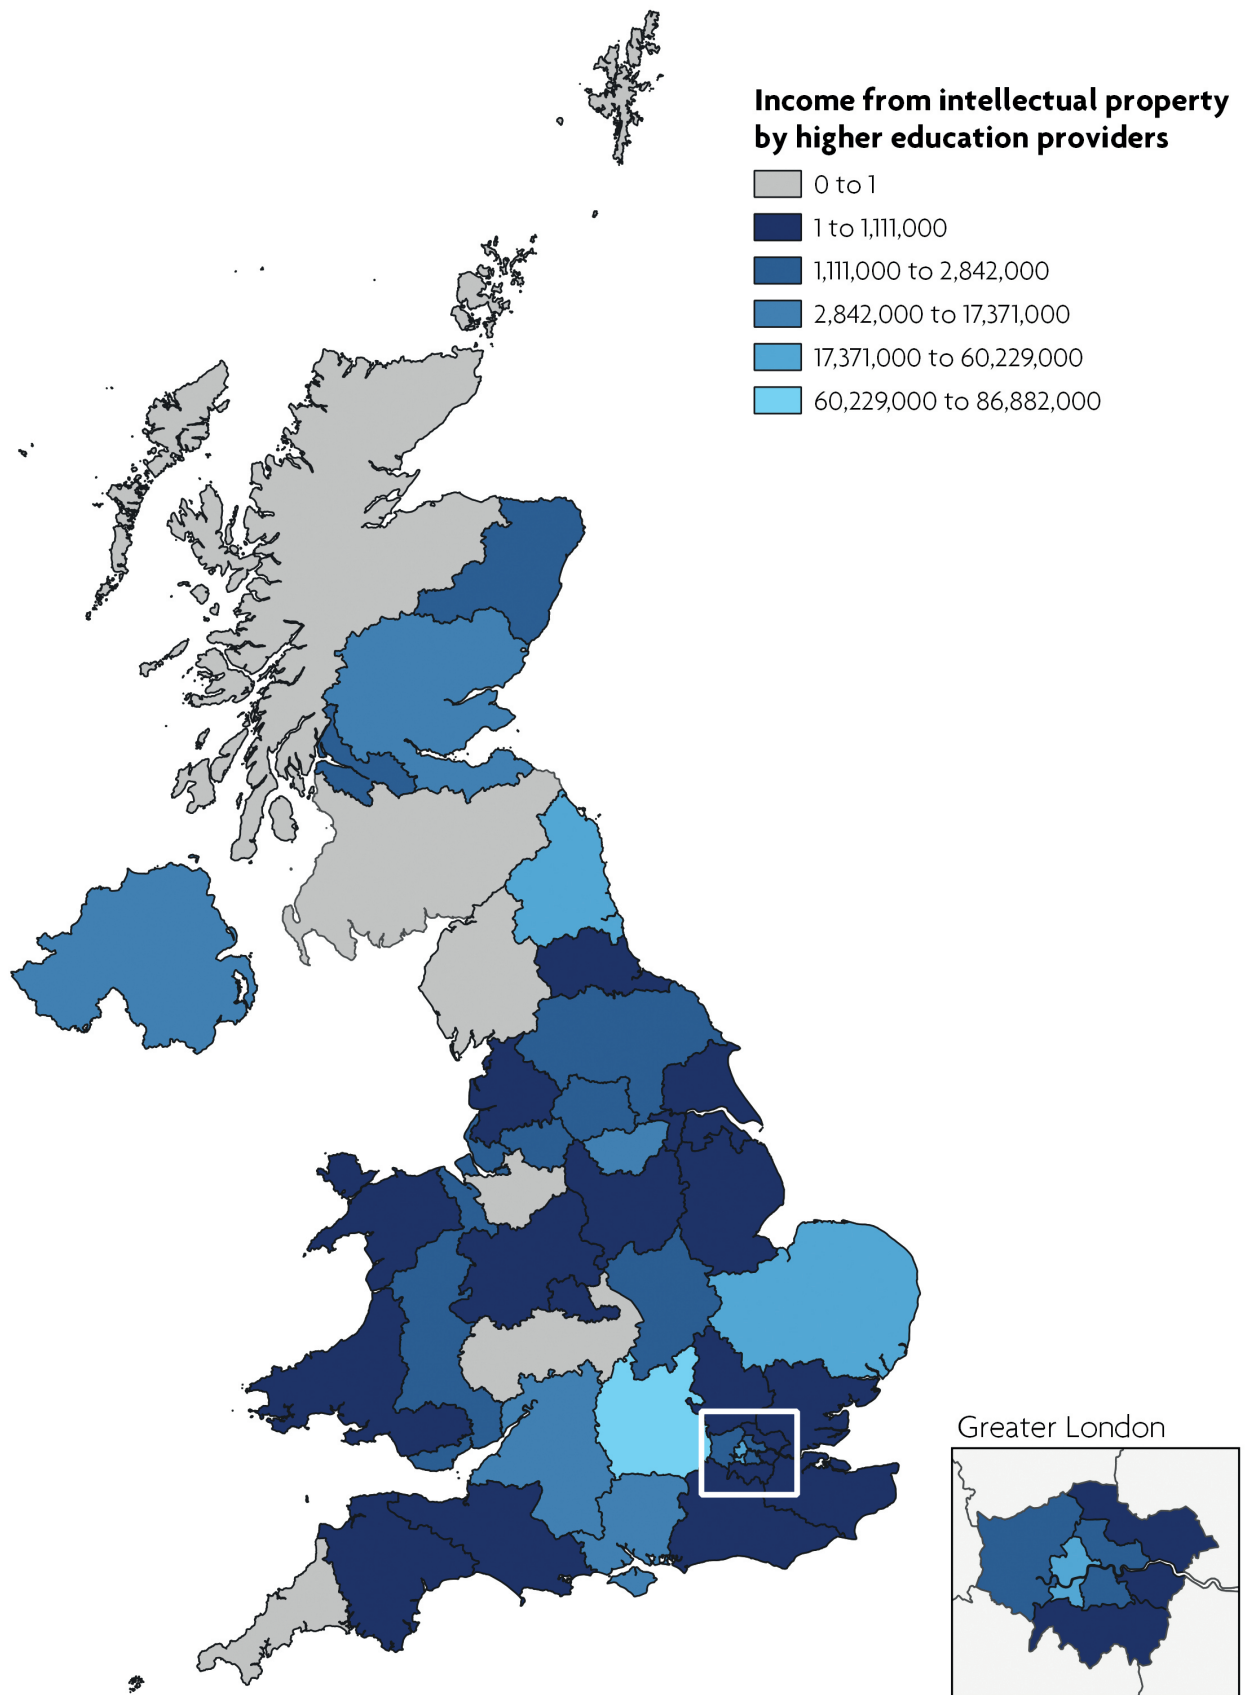 Income from intellectual property
by higher education providers
0 to 1
1 to 1,111,000
1,111,000 to 2,842,000
2,842,000 to 17,371,000
17,371,000 to 60,229,000
60,229,000 to 86,882,000
Greater London